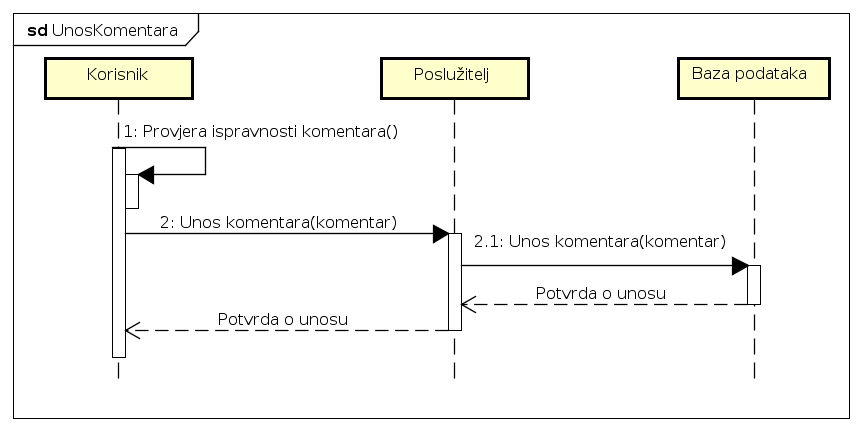 sd UnosKomentara
Korisnik
Poslužitelj
Baza podataka
1: Provjera ispravnosti komentara()
2: Unos komentara(komentar)
2.1: Unos komentara(komentar)
Potvrda o unosu
Potvrda o unosu